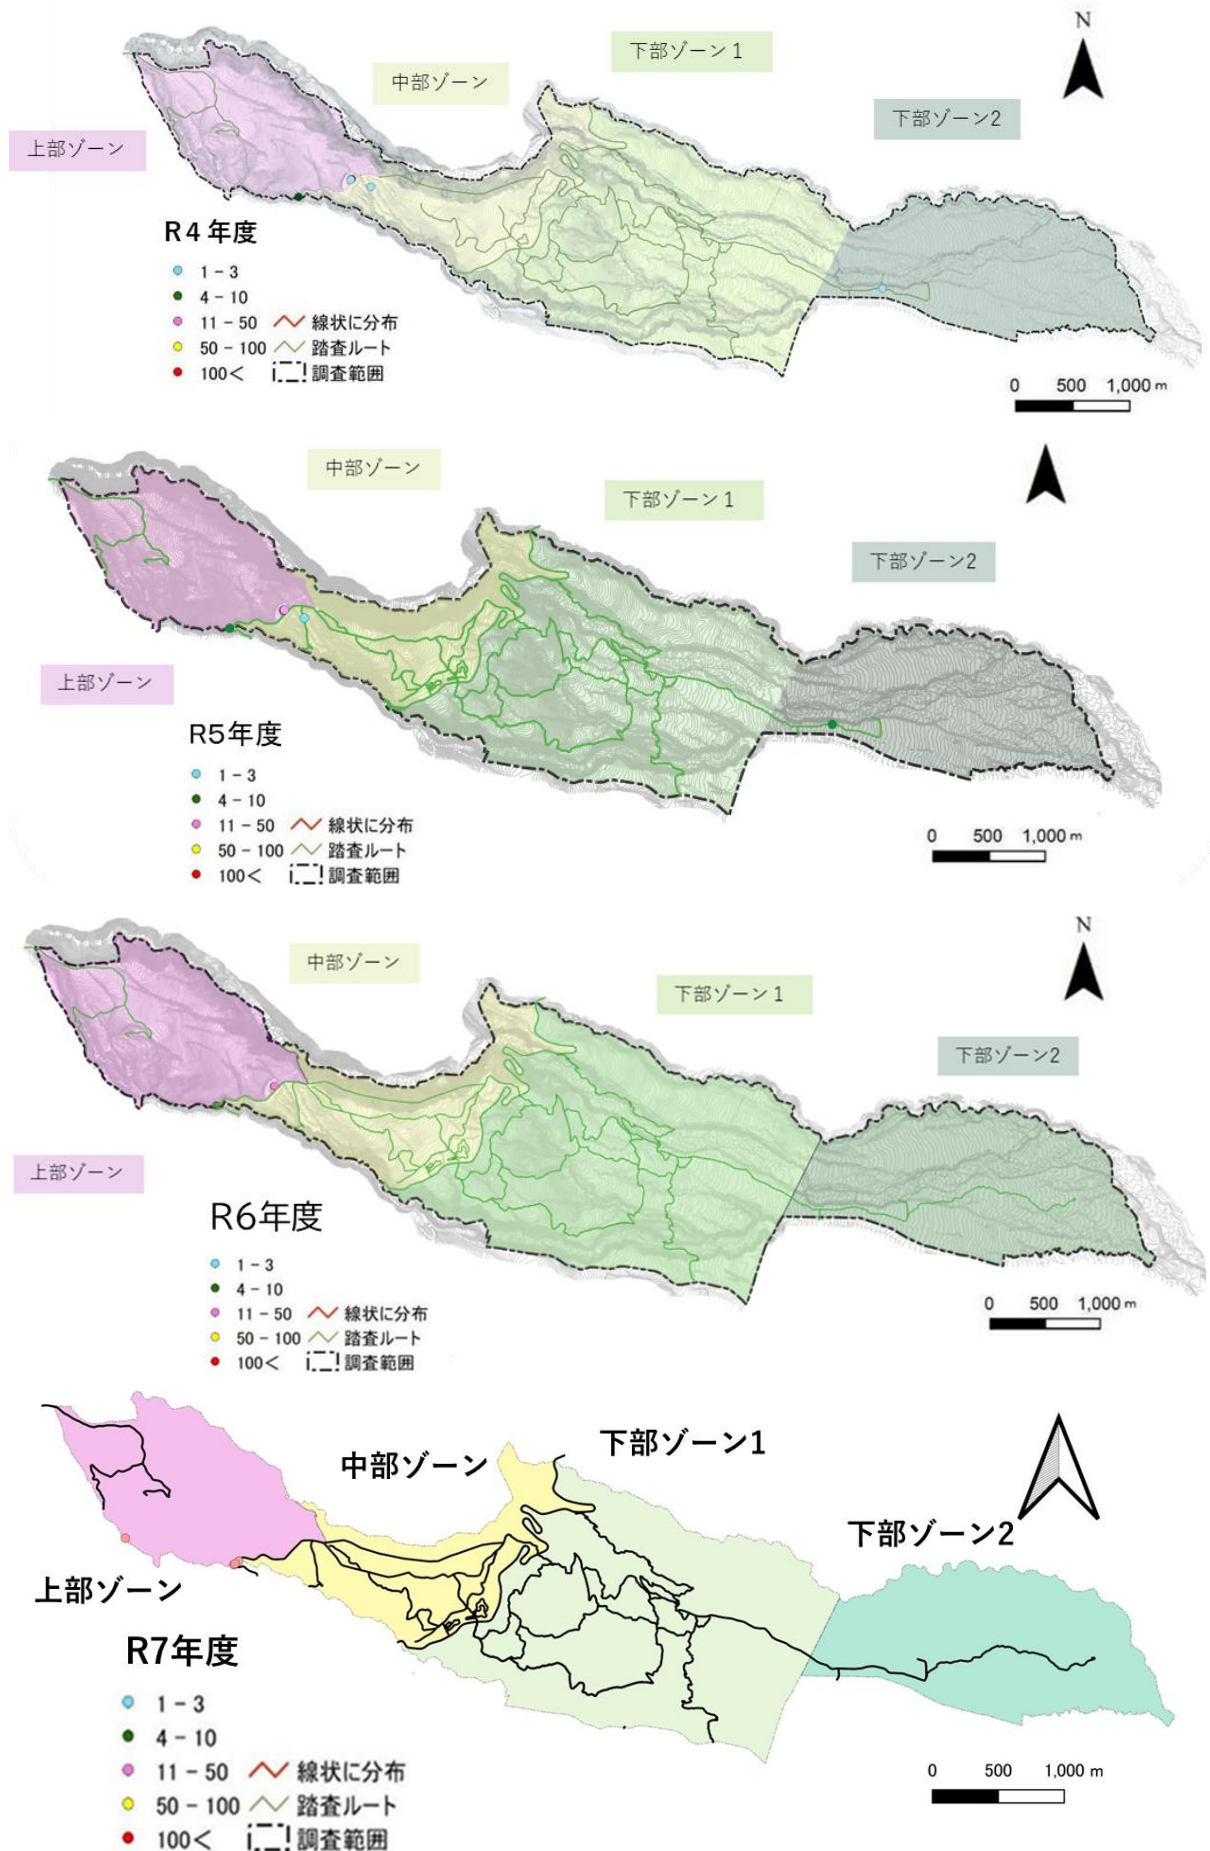 N
下部ゾーン１
中部ゾーン
下部ゾーン2
上部ゾーン
R４年度
1 – 3
4 – 10
11 – 50 線状に分布
50 – 100 踏査ルート
100< 調査範囲
0 500 1,000 m
中部ゾーン
下部ゾーン１
下部ゾーン2
上部ゾーン
R5年度
1 – 3
4 – 10
11 – 50 線状に分布
50 – 100 踏査ルート
100< 調査範囲
0 500 1,000 m
N
中部ゾーン
下部ゾーン１
下部ゾーン2
上部ゾーン
R6年度
1 – 3
4 – 10
11 – 50 線状に分布
50 – 100 踏査ルート
100< 調査範囲
0 500 1,000 m
下部ゾーン1
中部ゾーン
下部ゾーン2
上部ゾーン
R7年度
1 – 3
4 – 10
11 – 50 線状に分布
50 – 100 踏査ルート
100< 調査範囲
0 500 1,000 m